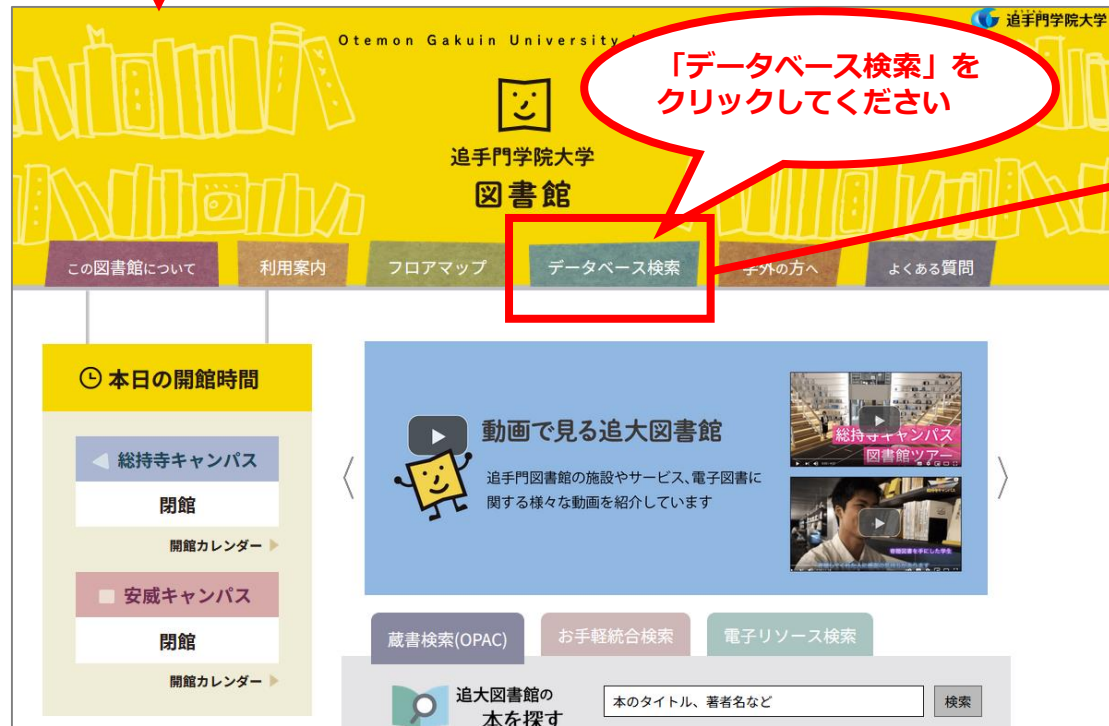 追手門学院大学
Otemon Gakuin University
「データベース検索」を
クリックしてください
追手門学院大学
図書館
この図書館について
利用案内
フロアマップ
データベース検索
学外の方へ
よくある質問
本日の開館時間
総持寺キャンパス
閉館
開館カレンダー
安威キャンパス
閉館
開館カレンダー
動画で見る追大図書館
追手門図書館の施設やサービス、電子図書に
関する様々な動画を紹介しています
総持寺キャンパス
図書館ツアー
蔵書検索(OPAC)
お手軽統合検索
電子リソース検索
追大図書館の
本を探す
本のタイトル、著者名など
検索